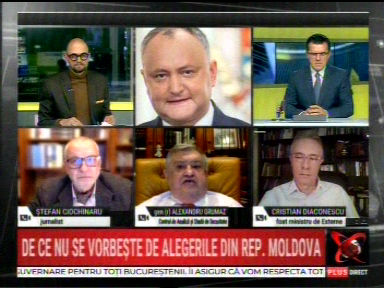 ȘTEFAN CIOCHINARU
jurnalist
gen (r) ALEXANDRU GRUMAZ
Centrul de Analiză și Studii de Securitate
CRISTIAN DIACONESCU
fost ministru de Externe
DE CE NU SE VORBEȘTE DE ALEGERILE DIN REP. MOLDOVA
GUVERNARE PENTRU TOȚI BUCUREȘTENII. ÎI ASIGUR CĂ VOM RESPECTA TOT
PLUS DIRECT